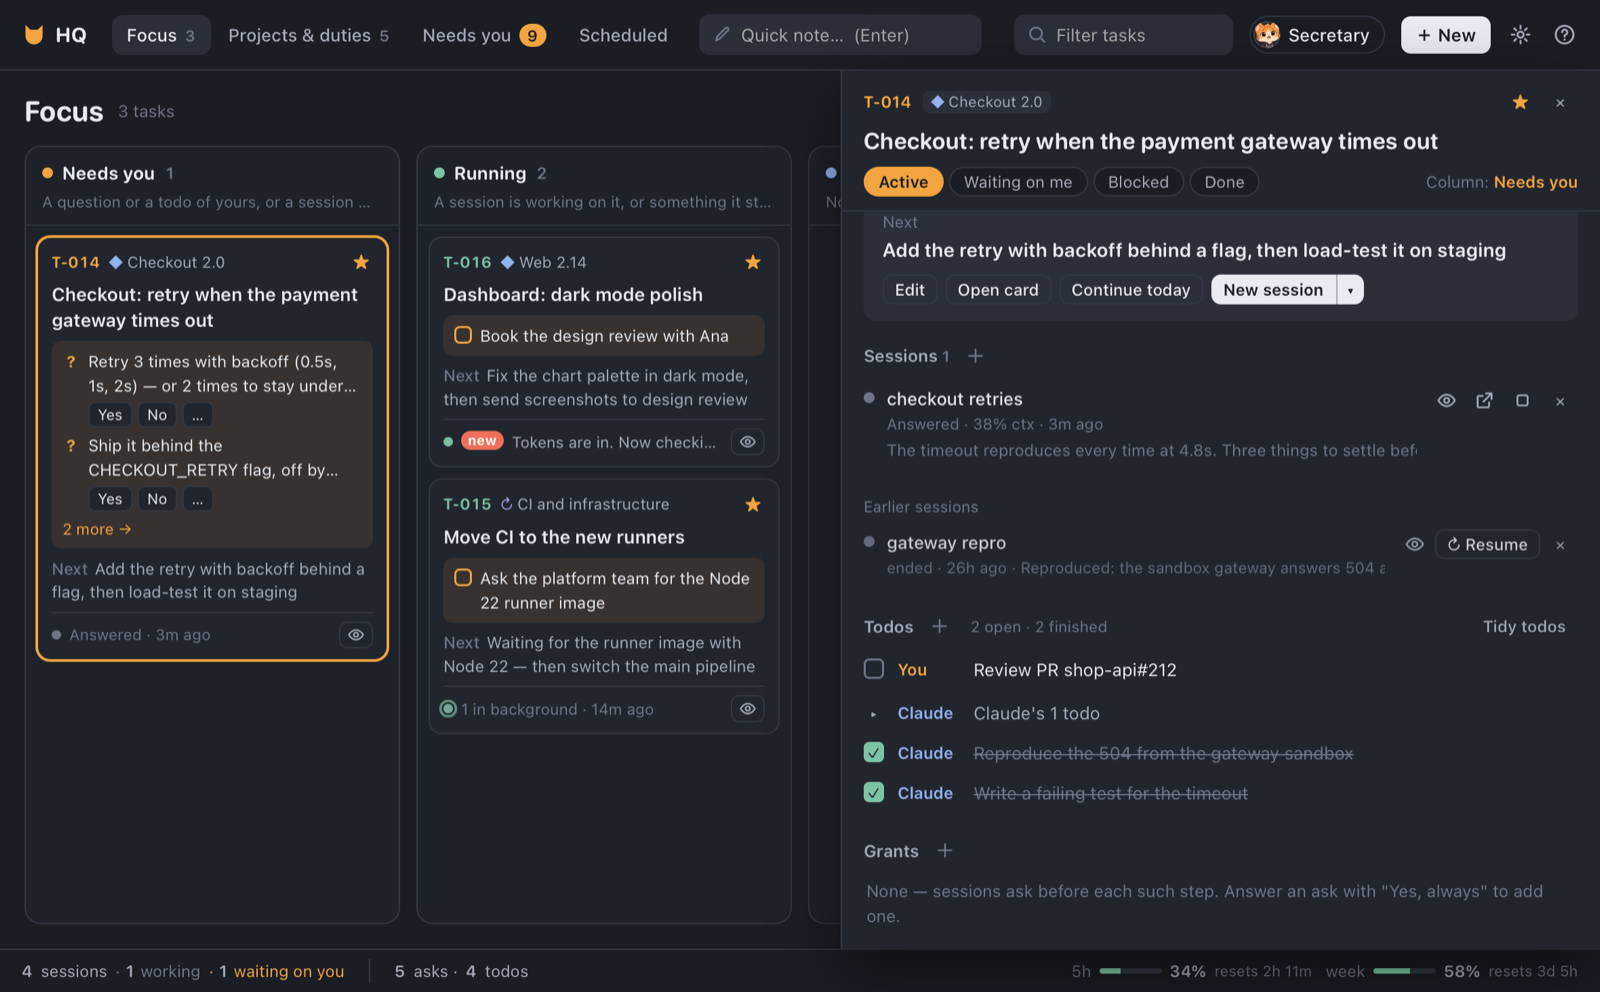 HQ
Focus 3
Projects & duties 5
Needs you 9
Scheduled
Quick note... (Enter)
Filter tasks
Secretary
+ New
Focus 3 tasks
Needs you 1
A question or a todo of yours, or a session ...
T-014 Checkout 2.0
Checkout: retry when the payment
gateway times out
? Retry 3 times with backoff (0.5s,
1s, 2s) — or 2 times to stay under...
Yes No ...
? Ship it behind the
CHECKOUT_RETRY flag, off by...
Yes No ...
2 more →
Next Add the retry with backoff behind a
flag, then load-test it on staging
Answered · 3m ago
Running 2
A session is working on it, or something it st...
T-016 Web 2.14
Dashboard: dark mode polish
Book the design review with Ana
Next Fix the chart palette in dark mode,
then send screenshots to design review
new Tokens are in. Now checki...
T-015 CI and infrastructure
Move CI to the new runners
Ask the platform team for the Node
22 runner image
Next Waiting for the runner image with
Node 22 — then switch the main pipeline
1 in background · 14m ago
T-014 Checkout 2.0
Checkout: retry when the payment gateway times out
Active Waiting on me Blocked Done
Column: Needs you
Next
Add the retry with backoff behind a flag, then load-test it on staging
Edit Open card Continue today New session
Sessions 1 +
checkout retries
Answered · 38% ctx · 3m ago
The timeout reproduces every time at 4.8s. Three things to settle
Earlier sessions
gateway repro
Resume
ended · 26h ago · Reproduced: the sandbox gateway answers 504
Todos + 2 open · 2 finished
Tidy todos
You Review PR shop-api#212
Claude Claude's 1 todo
Claude Reproduce the 504 from the gateway sandbox
Claude Write a failing test for the timeout
Grants +
None — sessions ask before each such step. Answer an ask with "Yes, always" to add
one.
4 sessions · 1 working · 1 waiting on you
5 asks · 4 todos
5h 34% resets 2h 11m
week 58% resets 3d 5h